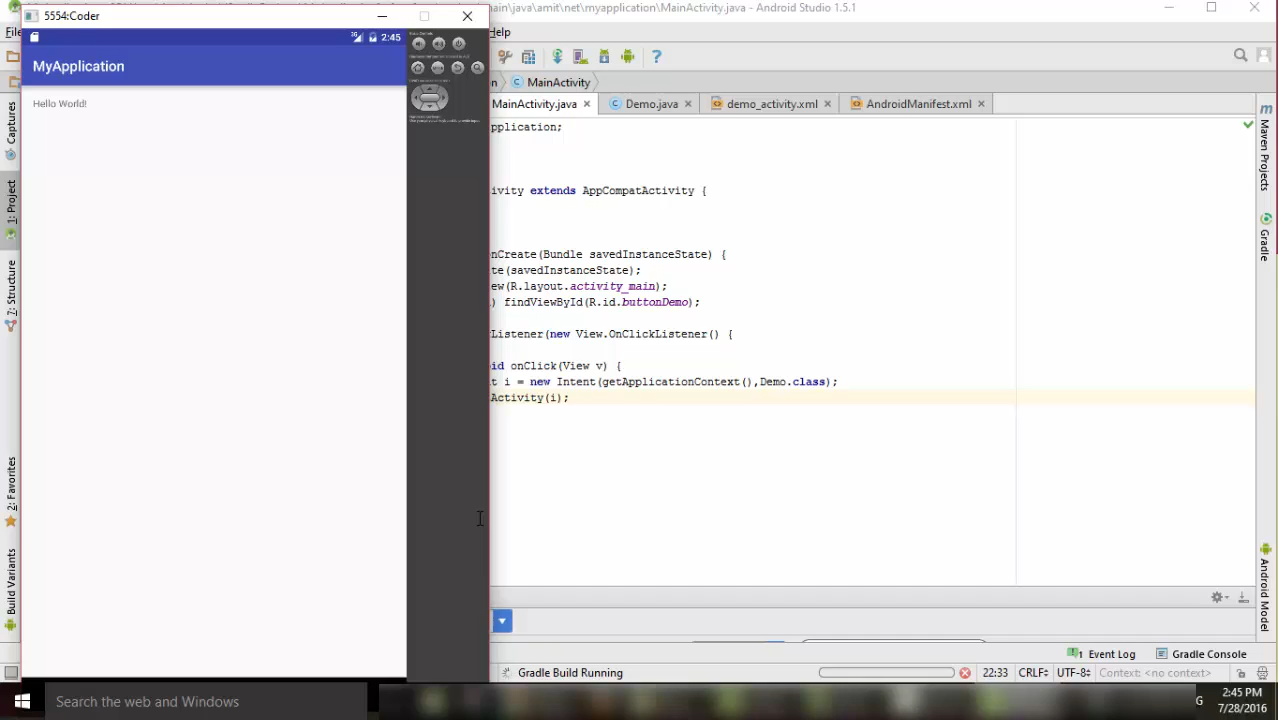 5554:Coder
main\java\amit\net\myapplication\MainActivity.java - Android Studio 1.5.1
Help
2:45
MyApplication
Hello World!
MainActivity
MainActivity.java
Demo.java
demo_activity.xml
AndroidManifest.xml
pplication;
ivity extends AppCompatActivity {
onCreate(Bundle savedInstanceState) {
te(savedInstanceState);
ew(R.layout.activity_main);
) findViewById(R.id.buttonDemo);
Listener(new View.OnClickListener() {
id onClick(View v) {
t i = new Intent(getApplicationContext(),Demo.class);
Activity(i);
Captures
1: Project
7: Structure
2: Favorites
Build Variants
Maven Projects
Gradle
Android Model
1 Event Log
Gradle Console
Gradle Build Running
22:33
CRLF
UTF-8
Context: <no context>
Search the web and Windows
G
2:45 PM
7/28/2016